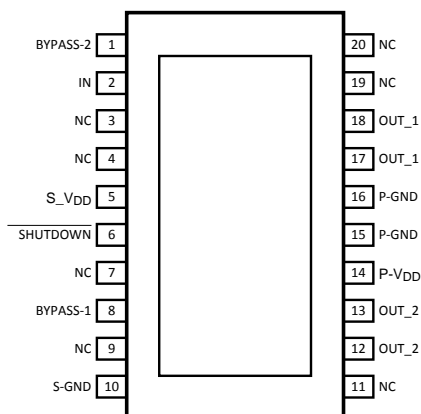 BYPASS-2 1
IN 2
NC 3
NC 4
S_VDD 5
SHUTDOWN 6
NC 7
BYPASS-1 8
NC 9
S-GND 10
20 NC
19 NC
18 OUT_1
17 OUT_1
16 P-GND
15 P-GND
14 P-VDD
13 OUT_2
12 OUT_2
11 NC